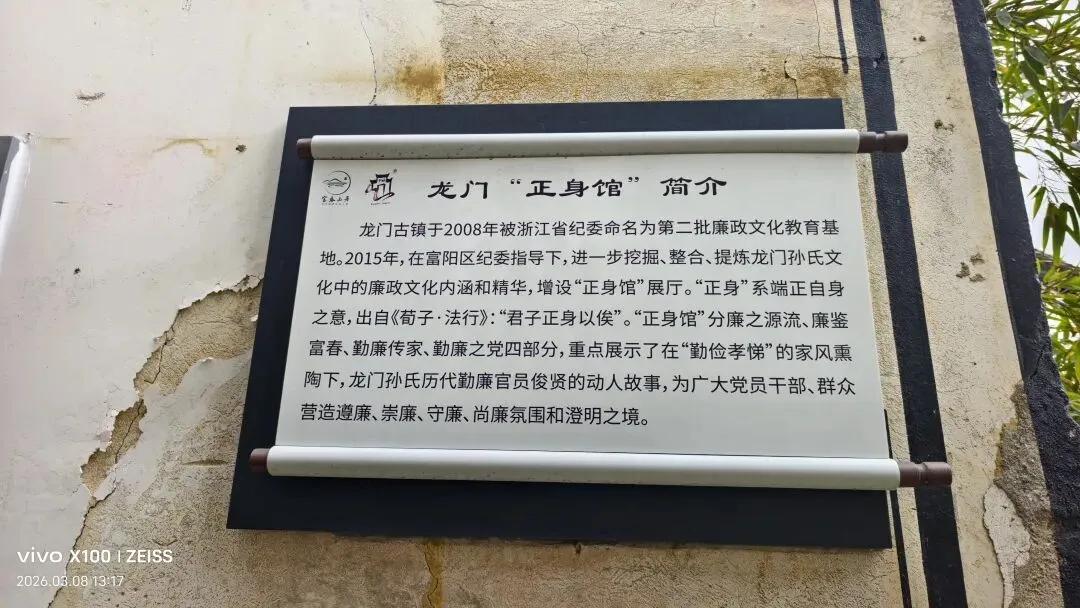 富春山居
龙门“正身馆”简介
龙门古镇于2008年被浙江省纪委命名为第二批廉政文化教育基
地。2015年，在富阳区纪委指导下，进一步挖掘、整合、提炼龙门孙氏文
化中的廉政文化内涵和精华，增设“正身馆”展厅。“正身”系端正自身
之意，出自《荀子·法行》：“君子正身以俟”。“正身馆”分廉之源流、廉鉴
富春、勤廉传家、勤廉之党四部分，重点展示了在“勤俭孝悌”的家风熏
陶下，龙门孙氏历代勤廉官员俊贤的动人故事，为广大党员干部、群众
营造遵廉、崇廉、守廉、尚廉氛围和澄明之境。
vivo X100 | ZEISS
2026.03.08 13:17